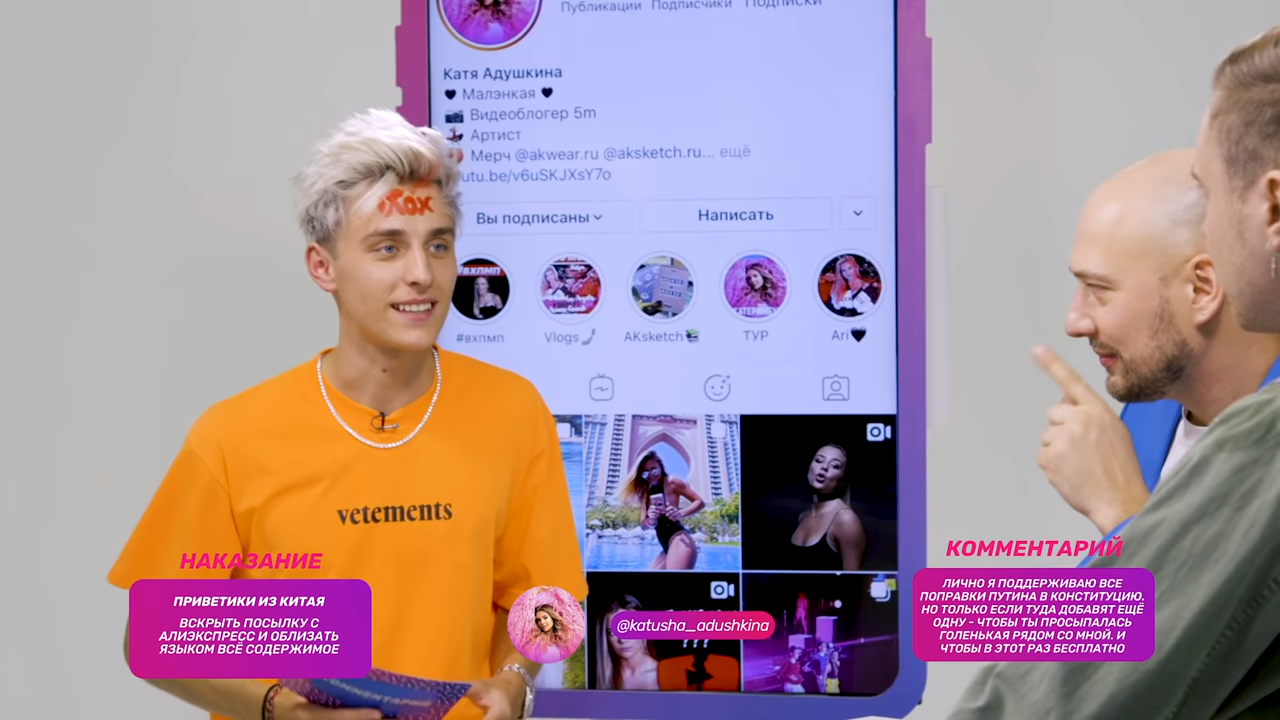 Публикации Подписчики Подписки
Катя Адушкина
🖤 Малэнкая 🖤
Видеоблогер 5m
Артист
Мерч @akwear.ru @aksketch.ru... ещё
utu.be/v6uSKJXsY7o
Вы подписаны
Написать
#ВХПМП
#вхпмп
Vlogs
AKsketch
ТУР
Ari🖤
vetements
НАКАЗАНИЕ
ПРИВЕТИКИ ИЗ КИТАЯ
ВСКРЫТЬ ПОСЫЛКУ С
АЛИЭКСПРЕСС И ОБЛИЗАТЬ
ЯЗЫКОМ ВСЁ СОДЕРЖИМОЕ
@katusha_adushkina
???
КОММЕНТАРИЙ
ЛИЧНО Я ПОДДЕРЖИВАЮ ВСЕ
ПОПРАВКИ ПУТИНА В КОНСТИТУЦИЮ.
НО ТОЛЬКО ЕСЛИ ТУДА ДОБАВЯТ ЕЩЁ
ОДНУ - ЧТОБЫ ТЫ ПРОСЫПАЛАСЬ
ГОЛЕНЬКАЯ РЯДОМ СО МНОЙ. И
ЧТОБЫ В ЭТОТ РАЗ БЕСПЛАТНО